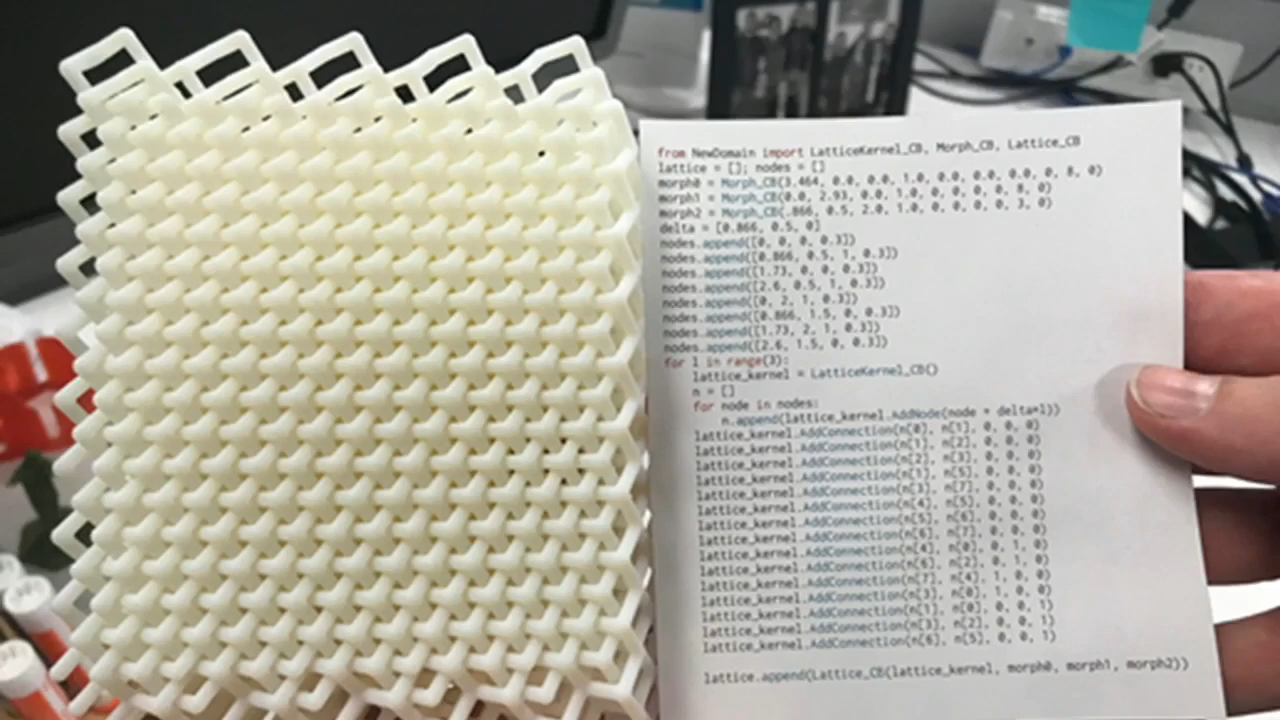 from NewDomain import LatticeKernel_CB, Morph_CB, Lattice_CB
lattice = []; nodes = []
morph0 = Morph_CB(3.464, 0.0, 0.0, 1.0, 0.0, 0.0, 0.0, 0, 8, 0)
morph1 = Morph_CB(0.0, 2.93, 0.0, 1.0, 0, 0, 0, 0, 8, 0)
morph2 = Morph_CB(.866, 0.5, 2.0, 1.0, 0, 0, 0, 0, 3, 0)
delta = [0.866, 0.5, 0]
nodes.append([0, 0, 0, 0.3])
nodes.append([0.866, 0.5, 1, 0.3])
nodes.append([1.73, 0, 0, 0.3])
nodes.append([2.6, 0.5, 1, 0.3])
nodes.append([0, 2, 1, 0.3])
nodes.append([0.866, 1.5, 0, 0.3])
nodes.append([1.73, 2, 1, 0.3])
nodes.append([2.6, 1.5, 0, 0.3])
for l in range(3):
lattice_kernel = LatticeKernel_CB()
n = []
for node in nodes:
n.append(lattice_kernel.AddNode(node + delta*l))
lattice_kernel.AddConnection(n[0], n[1], 0, 0, 0)
lattice_kernel.AddConnection(n[1], n[2], 0, 0, 0)
lattice_kernel.AddConnection(n[2], n[3], 0, 0, 0)
lattice_kernel.AddConnection(n[1], n[5], 0, 0, 0)
lattice_kernel.AddConnection(n[3], n[7], 0, 0, 0)
lattice_kernel.AddConnection(n[4], n[5], 0, 0, 0)
lattice_kernel.AddConnection(n[5], n[6], 0, 0, 0)
lattice_kernel.AddConnection(n[6], n[7], 0, 0, 0)
lattice_kernel.AddConnection(n[4], n[0], 0, 1, 0)
lattice_kernel.AddConnection(n[6], n[2], 0, 1, 0)
lattice_kernel.AddConnection(n[7], n[4], 1, 0, 0)
lattice_kernel.AddConnection(n[3], n[0], 1, 0, 0)
lattice_kernel.AddConnection(n[1], n[0], 0, 0, 1)
lattice_kernel.AddConnection(n[3], n[2], 0, 0, 1)
lattice_kernel.AddConnection(n[6], n[5], 0, 0, 1)
lattice.append(Lattice_CB(lattice_kernel, morph0, morph1, morph2))